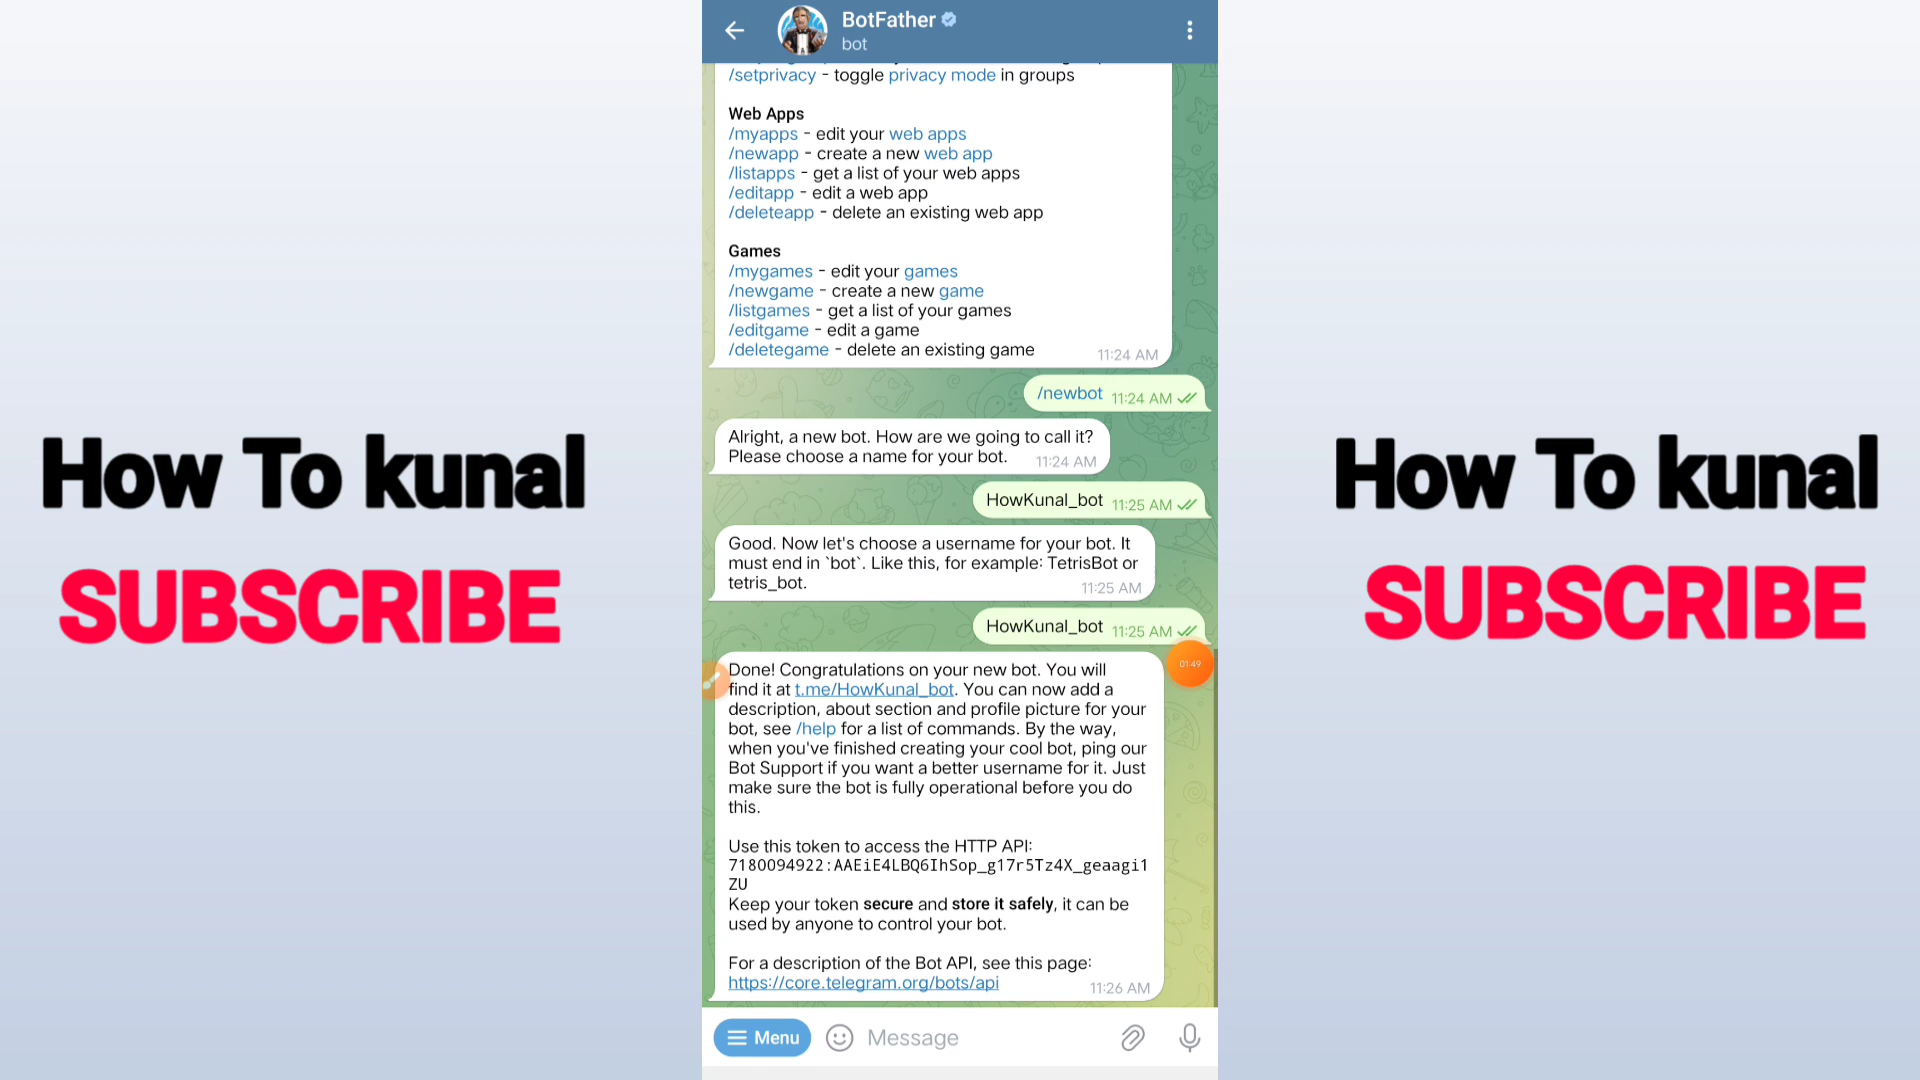 BotFather
bot
/setprivacy - toggle privacy mode in groups
Web Apps
/myapps - edit your web apps
/newapp - create a new web app
/listapps - get a list of your web apps
/editapp - edit a web app
/deleteapp - delete an existing web app
Games
/mygames - edit your games
/newgame - create a new game
/listgames - get a list of your games
/editgame - edit a game
/deletegame - delete an existing game
11:24 AM
/newbot 11:24 AM
Alright, a new bot. How are we going to call it?
Please choose a name for your bot. 11:24 AM
HowKunal_bot 11:25 AM
Good. Now let's choose a username for your bot. It
must end in `bot`. Like this, for example: TetrisBot or
tetris_bot. 11:25 AM
HowKunal_bot 11:25 AM
01:49
Done! Congratulations on your new bot. You will
find it at t.me/HowKunal_bot. You can now add a
description, about section and profile picture for your
bot, see /help for a list of commands. By the way,
when you've finished creating your cool bot, ping our
Bot Support if you want a better username for it. Just
make sure the bot is fully operational before you do
this.
Use this token to access the HTTP API:
7180094922:AAEiE4LBQ6IhSop_g17r5Tz4X_geaagi1
ZU
Keep your token secure and store it safely, it can be
used by anyone to control your bot.
For a description of the Bot API, see this page:
https://core.telegram.org/bots/api
11:26 AM
Menu
Message
How To kunal
SUBSCRIBE
How To kunal
SUBSCRIBE